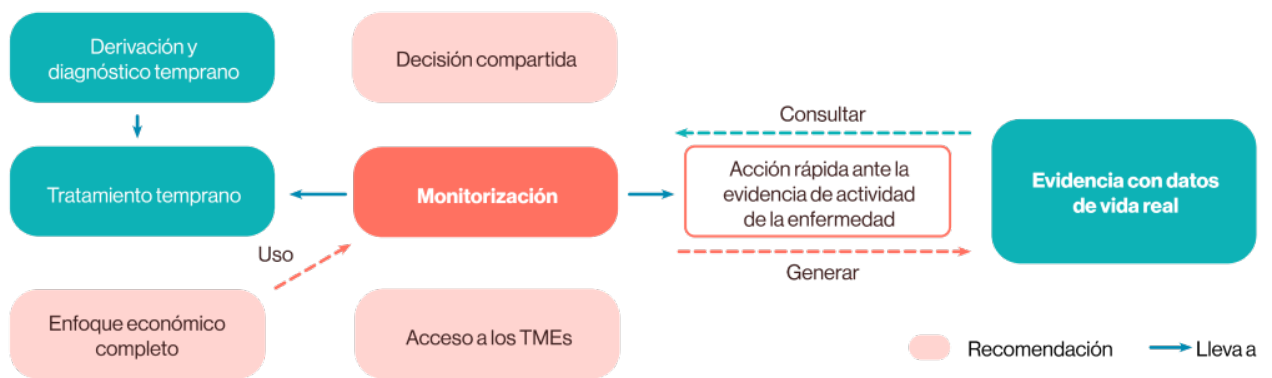 Derivación y
diagnóstico temprano
Decisión compartida
Consultar
Tratamiento temprano
Monitorización
Acción rápida ante la
evidencia de actividad
de la enfermedad
Evidencia con datos
de vida real
Uso
Generar
Enfoque económico
completo
Acceso a los TMEs
Recomendación
Lleva a